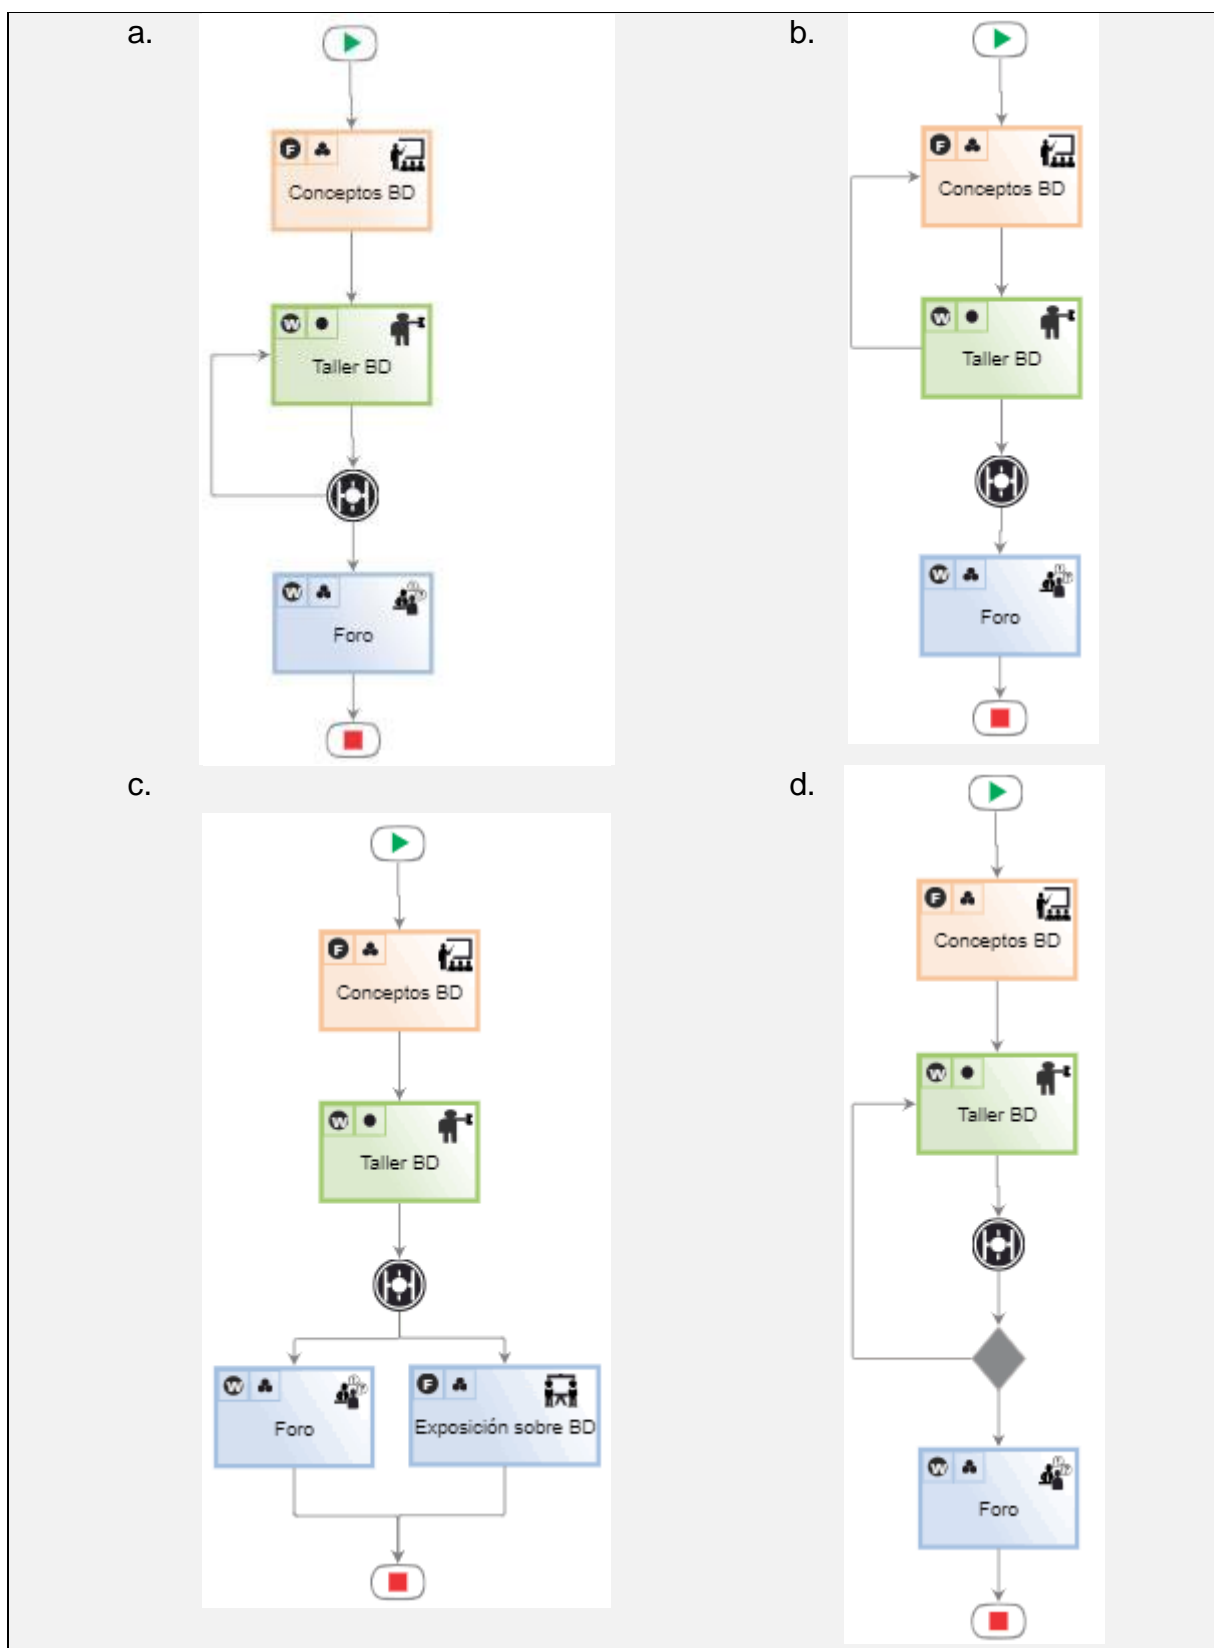 a.
F
Conceptos BD
W
Taller BD
W
Foro
b.
F
Conceptos BD
W
Taller BD
W
Foro
c.
F
Conceptos BD
W
Taller BD
W
Foro
F
Exposición sobre BD
d.
F
Conceptos BD
W
Taller BD
W
Foro